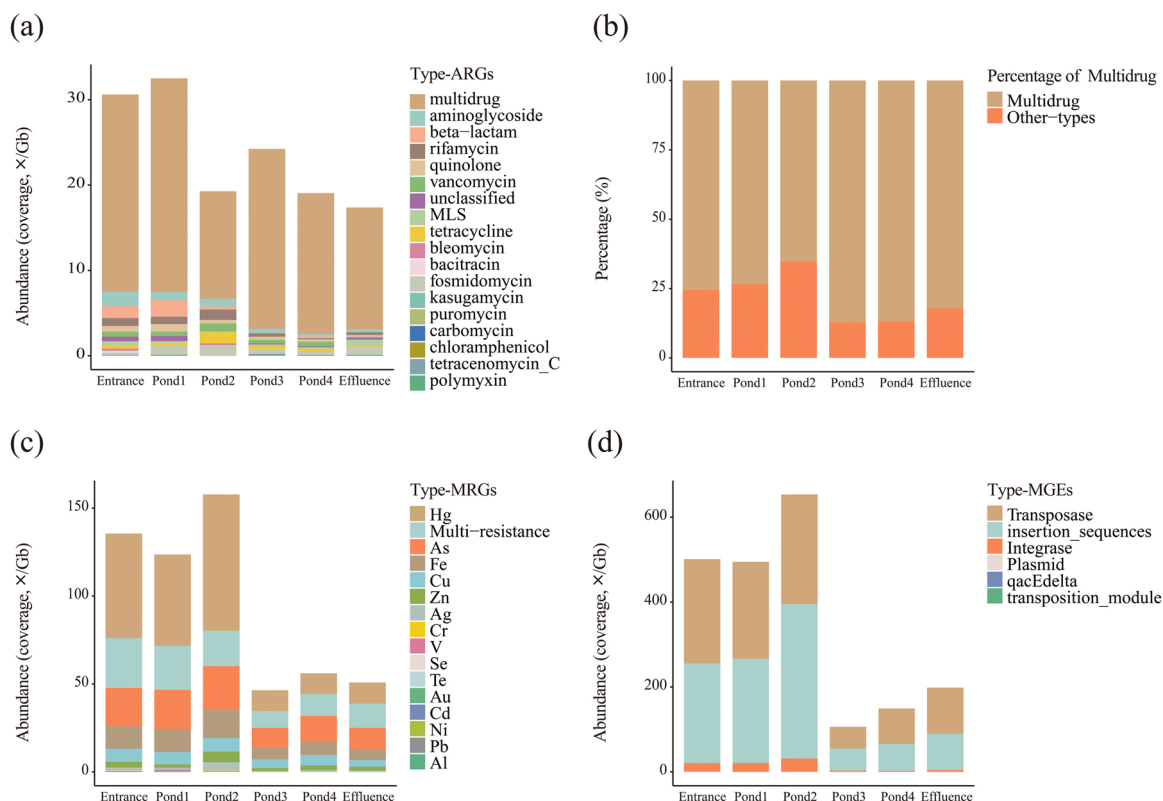 (a)
Abundance (coverage, ×/Gb)
30
20
10
0
Entrance Pond1 Pond2 Pond3 Pond4 Effluence
Type-ARGs
multidrug
aminoglycoside
beta-lactam
rifamycin
quinolone
vancomycin
unclassified
MLS
tetracycline
bleomycin
bacitracin
fosmidomycin
kasugamycin
puromycin
carbomycin
chloramphenicol
tetracenomycin_C
polymyxin
(b)
Percentage (%)
100
75
50
25
0
Entrance Pond1 Pond2 Pond3 Pond4 Effluence
Percentage of Multidrug
Multidrug
Other-types
(c)
Abundance (coverage, ×/Gb)
150
100
50
0
Entrance Pond1 Pond2 Pond3 Pond4 Effluence
Type-MRGs
Hg
Multi-resistance
As
Fe
Cu
Zn
Ag
Cr
V
Se
Te
Au
Cd
Ni
Pb
Al
(d)
Abundance (coverage, ×/Gb)
600
400
200
0
Entrance Pond1 Pond2 Pond3 Pond4 Effluence
Type-MGEs
Transposase
insertion_sequences
Integrase
Plasmid
qacEdelta
transposition_module